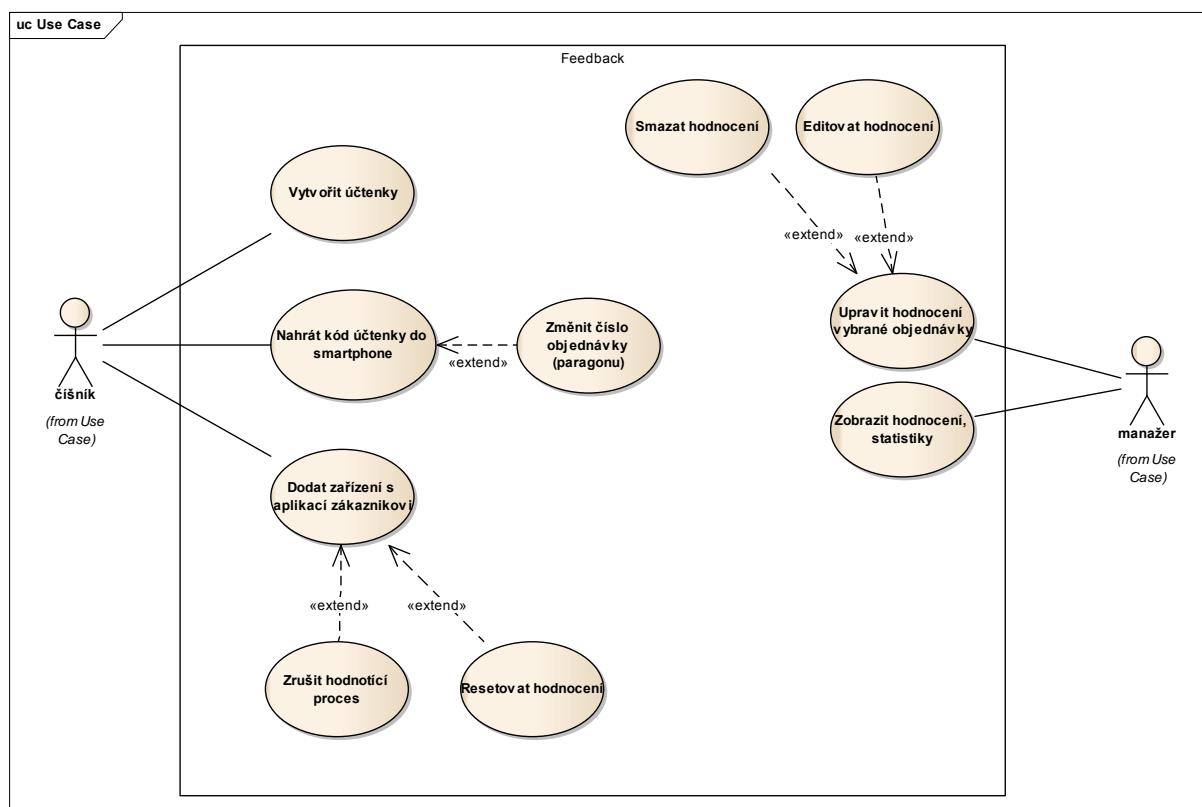 uc Use Case
Feedback
Smazat hodnocení
Editovat hodnocení
Vytvořit účtenky
«extend»
«extend»
Nahrát kód účtenky do
smartphone
«extend»
Změnit číslo
objednávky
(paragonu)
Upravit hodnocení
vybrané objednávky
číšník
(from Use
Case)
Zobrazit hodnocení,
statistiky
manažer
(from Use
Case)
Dodat zařízení s
aplikací zákaznikovi
«extend»
«extend»
Zrušit hodnotící
proces
Resetovat hodnocení